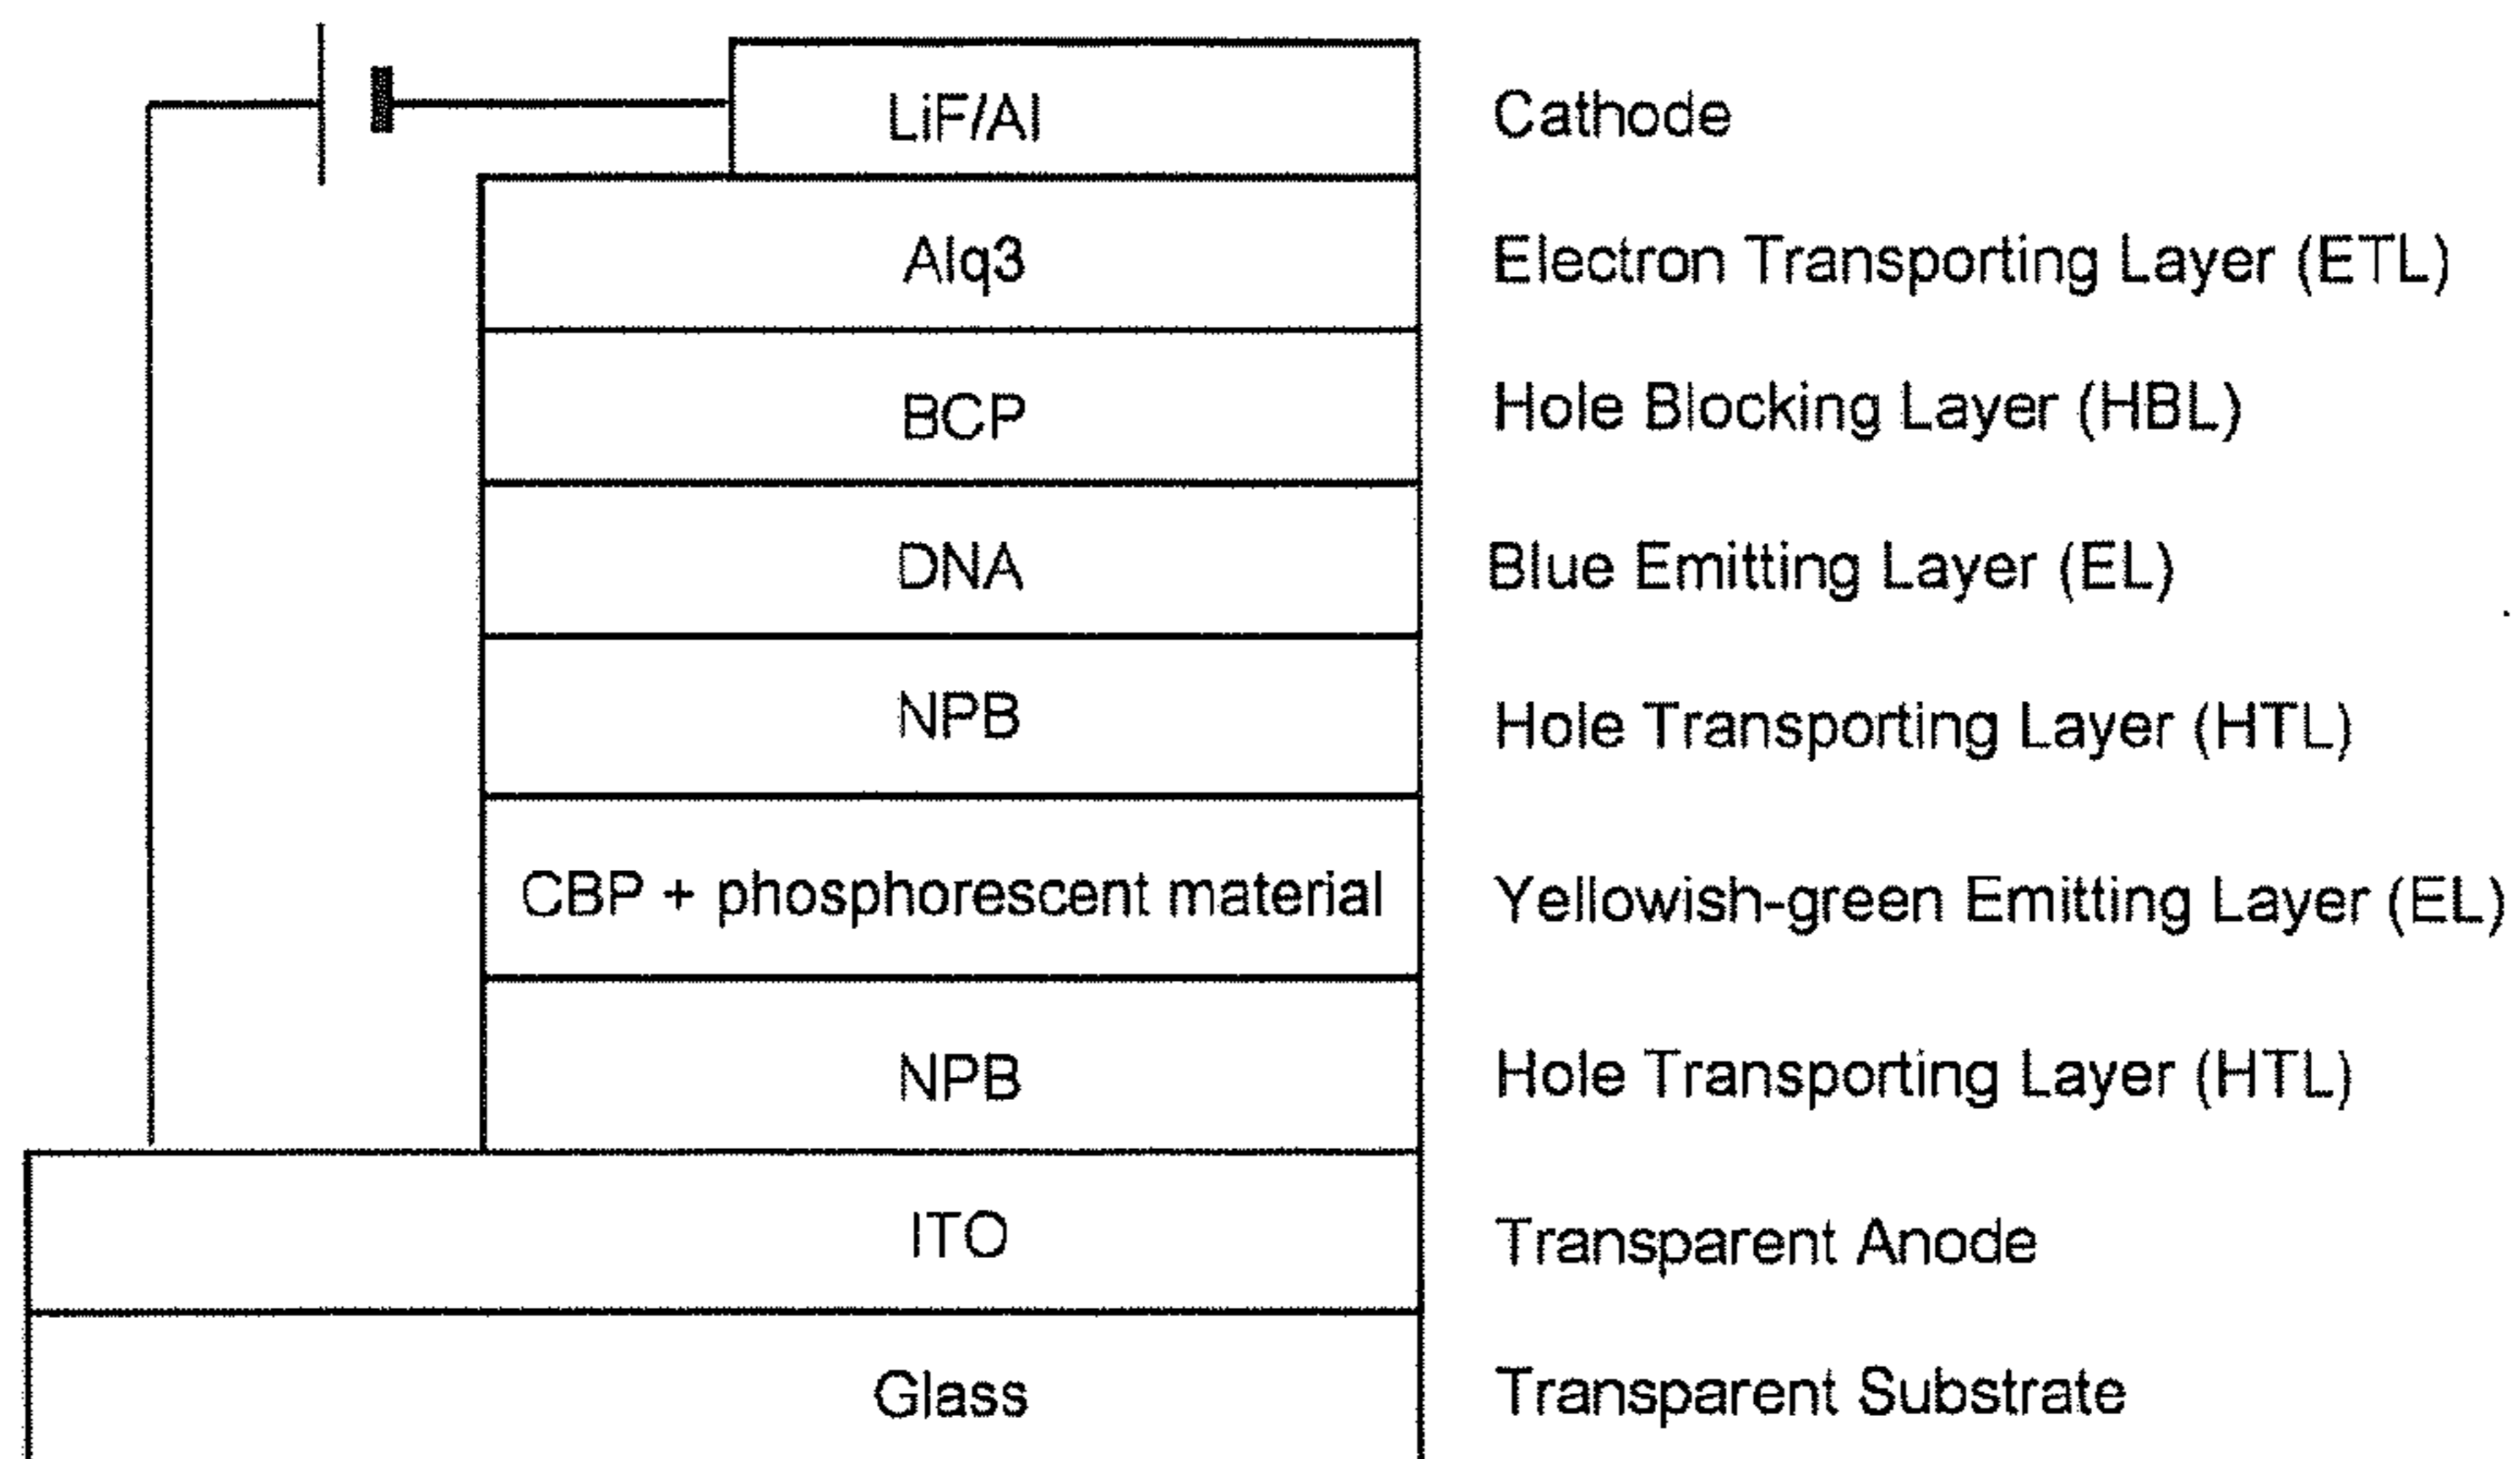 LiF/Al Cathode
Alq3 Electron Transporting Layer (ETL)
BCP Hole Blocking Layer (HBL)
DNA Blue Emitting Layer (EL)
NPB Hole Transporting Layer (HTL)
CBP + phosphorescent material Yellowish-green Emitting Layer (EL)
NPB Hole Transporting Layer (HTL)
ITO Transparent Anode
Glass Transparent Substrate